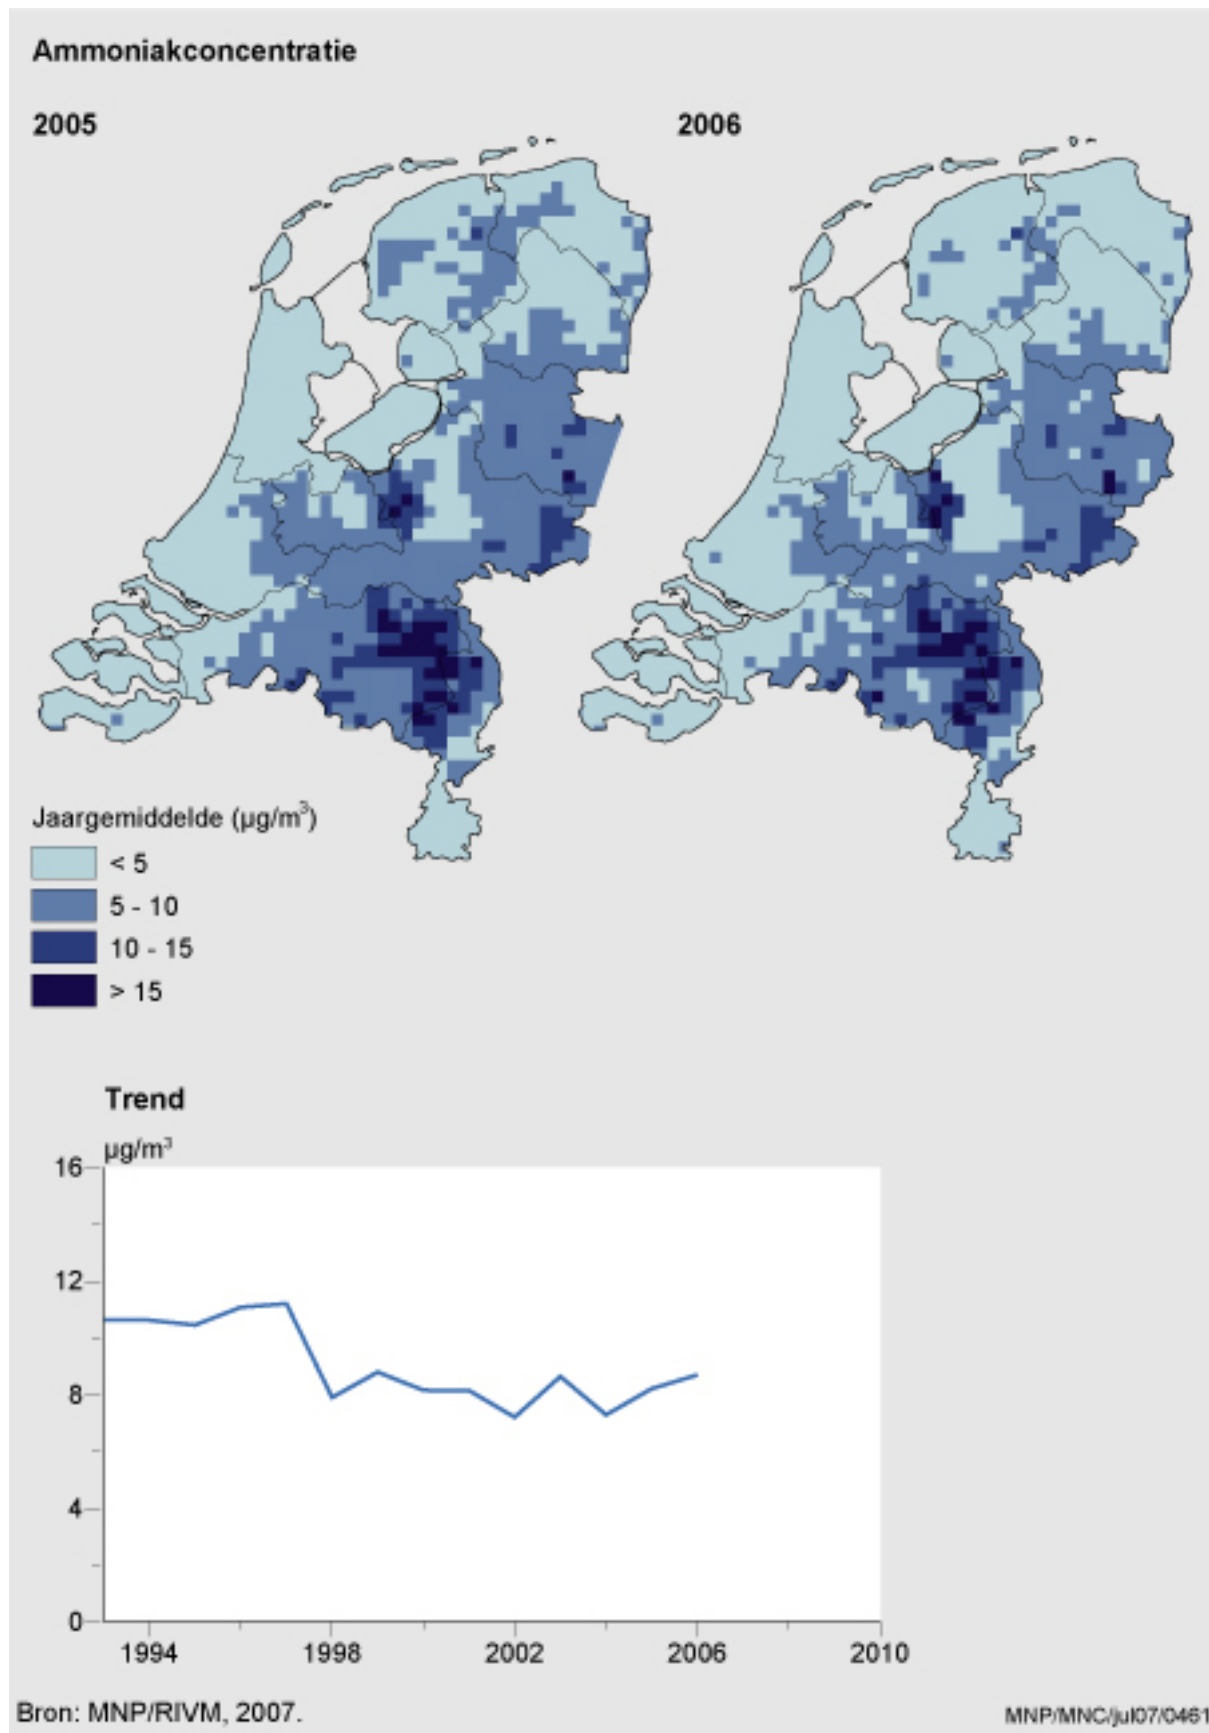 Ammoniakconcentratie
2005
2006
Jaargemiddelde (µg/m³)
< 5
5 - 10
10 - 15
> 15
Trend
µg/m³
16
12
8
4
0
1994 1998 2002 2006 2010
Bron: MNP/RIVM, 2007.
MNP/MNC/jul07/0461